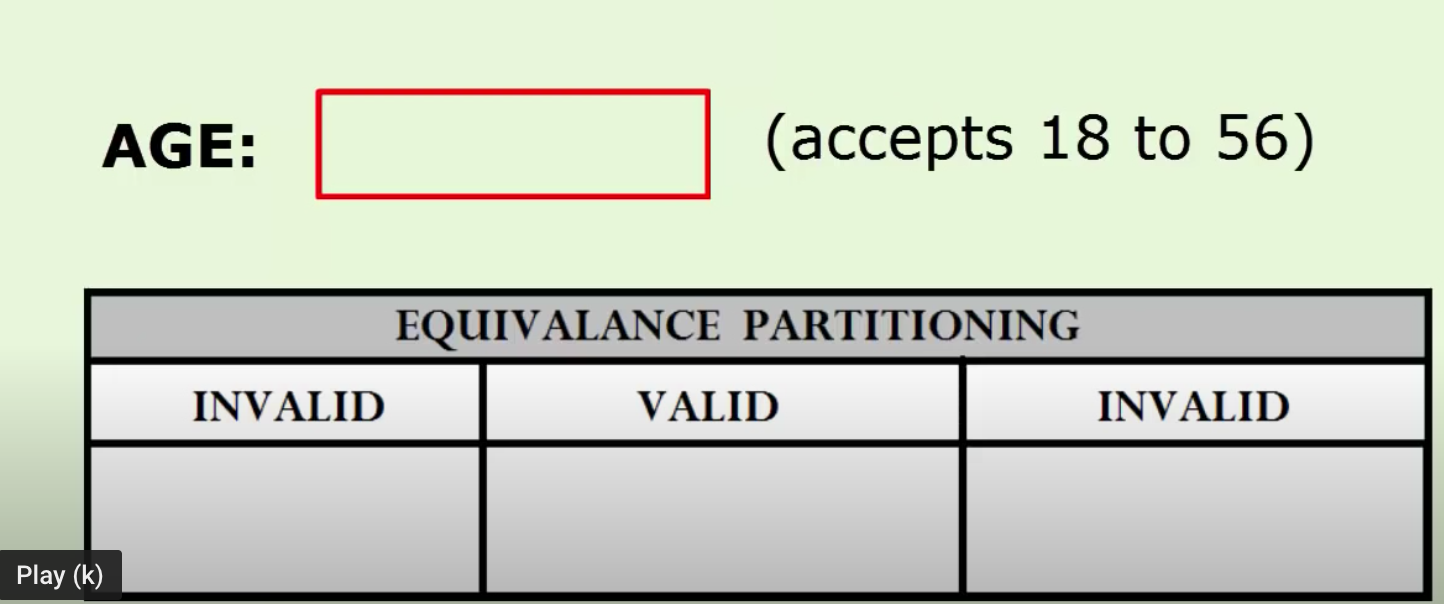 AGE: (accepts 18 to 56)
EQUIVALANCE PARTITIONING
INVALID VALID INVALID
Play (k)